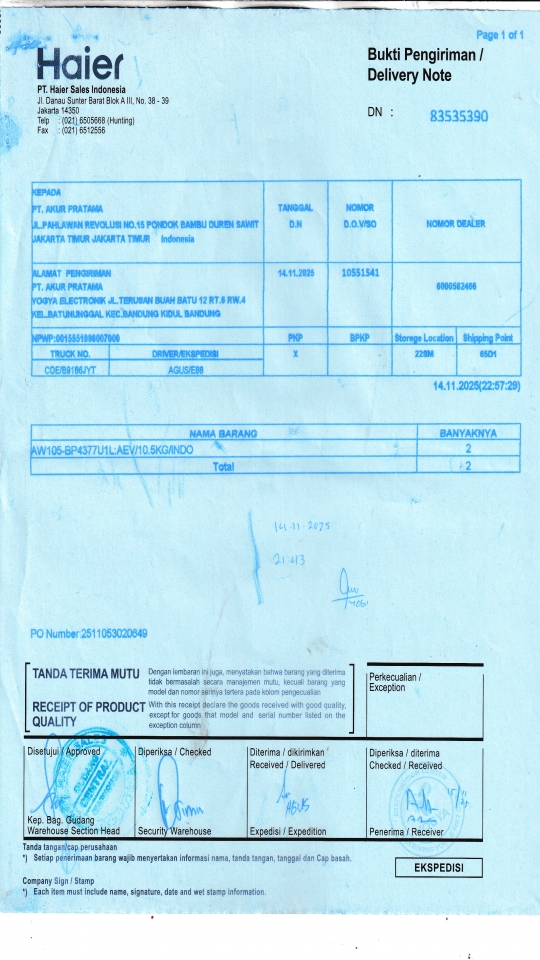 Page 1 of 1
Haier
Bukti Pengiriman /
Delivery Note
PT. Haier Sales Indonesia
Jl. Danau Sunter Barat Blok A III, No. 38 - 39
Jakarta 14350
Telp : (021) 6505668 (Hunting)
Fax : (021) 6512556
DN : 83535390
KEPADA
PT. AKUR PRATAMA
JL.PAHLAWAN REVOLUSI NO.15 PONDOK BAMBU DUREN SAWIT
JAKARTA TIMUR JAKARTA TIMUR Indonesia
TANGGAL
D.N
NOMOR
D.O.V/SO
NOMOR DEALER
ALAMAT PENGIRIMAN
PT. AKUR PRATAMA
YOGYA ELECTRONIK JL.TERUSAN BUAH BATU 12 RT.6 RW.4
KEL.BATUNUNGGAL KEC.BANDUNG KIDUL BANDUNG
14.11.2025
10551541
NPWP:
PKP
BPKP
Storege Location
Shipping Point
TRUCK NO.
DRIVER/EKSPEDISI
X
228M
65D1
CDE/B9186JYT
14.11.2025(22:57:29)
NAMA BARANG
BANYAKNYA
AW105-BP4377U1L;AEV/10.5KG/INDO
2
Total
2
14.11.2025
21:43
PO Number:2511053020649
TANDA TERIMA MUTU
Dengan lembaran ini juga, menyatakan bahwa barang yang diterima
tidak bermasalah secara manajemen mutu, kecuali barang yang
model dan nomor serinya tertera pada kolom pengecualian
RECEIPT OF PRODUCT
QUALITY
With this receipt declare the goods received with good quality,
except for goods that model and serial number listed on the
exception column
Perkecualian /
Exception
Disetujui / Approved
Diperiksa / Checked
Diterima / dikirimkan
Received / Delivered
Diperiksa / diterima
Checked / Received
CENTRAL
AGUS
Kep. Bag. Gudang
Warehouse Section Head
Security Warehouse
Expedisi / Expedition
Penerima / Receiver
Tanda tangan/cap perusahaan
*) Setiap penerimaan barang wajib menyertakan informasi nama, tanda tangan, tanggal dan Cap basah.
EKSPEDISI
Company Sign / Stamp
*) Each item must include name, signature, date and wet stamp information.